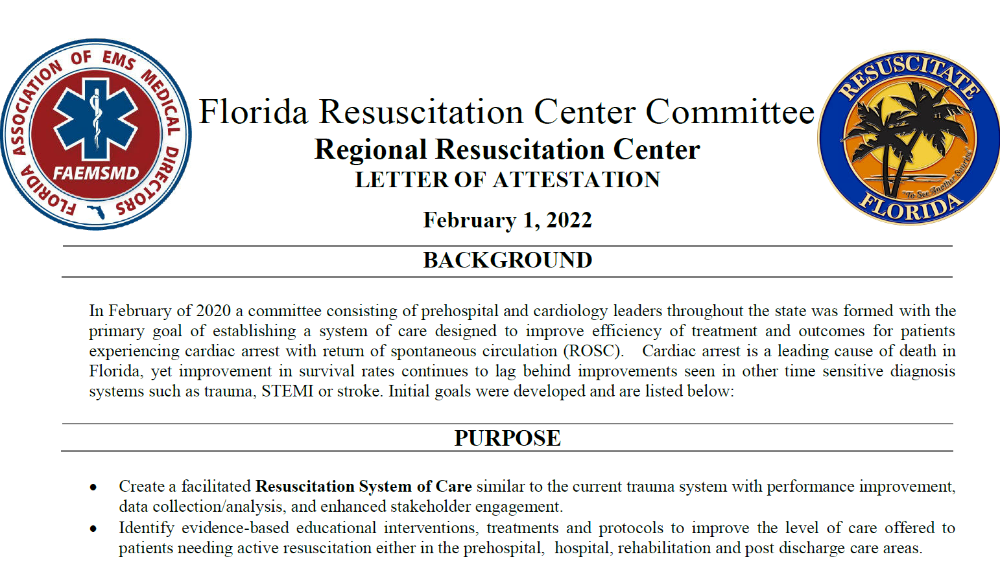 FLORIDA ASSOCIATION OF EMS MEDICAL DIRECTORS
FAEMSMD
RESUSCITATE
"To See Another Sunrise"
FLORIDA
Florida Resuscitation Center Committee
Regional Resuscitation Center
LETTER OF ATTESTATION
February 1, 2022
BACKGROUND
In February of 2020 a committee consisting of prehospital and cardiology leaders throughout the state was formed with the
primary goal of establishing a system of care designed to improve efficiency of treatment and outcomes for patients
experiencing cardiac arrest with return of spontaneous circulation (ROSC).   Cardiac arrest is a leading cause of death in
Florida, yet improvement in survival rates continues to lag behind improvements seen in other time sensitive diagnosis
systems such as trauma, STEMI or stroke. Initial goals were developed and are listed below:
PURPOSE
• Create a facilitated Resuscitation System of Care similar to the current trauma system with performance improvement,
data collection/analysis, and enhanced stakeholder engagement.
• Identify evidence-based educational interventions, treatments and protocols to improve the level of care offered to
patients needing active resuscitation either in the prehospital,  hospital, rehabilitation and post discharge care areas.